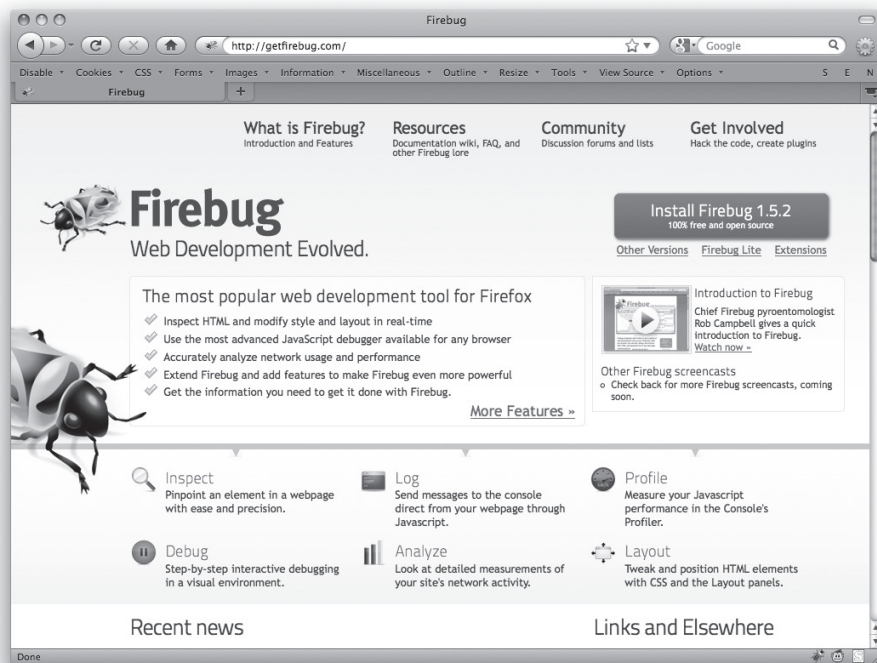 Firebug
http://getfirebug.com/
Google
Disable Cookies CSS Forms Images Information Miscellaneous Outline Resize Tools View Source Options S E N
Firebug +
What is Firebug?
Introduction and Features
Resources
Documentation wiki, FAQ, and
other Firebug lore
Community
Discussion forums and lists
Get Involved
Hack the code, create plugins
Firebug
Web Development Evolved.
Install Firebug 1.5.2
100% free and open source
Other Versions Firebug Lite Extensions
The most popular web development tool for Firefox
Inspect HTML and modify style and layout in real-time
Use the most advanced JavaScript debugger available for any browser
Accurately analyze network usage and performance
Extend Firebug and add features to make Firebug even more powerful
Get the information you need to get it done with Firebug.
More Features »
Introduction to Firebug
Chief Firebug pyroentomologist
Rob Campbell gives a quick
introduction to Firebug.
Watch now »
Other Firebug screencasts
Check back for more Firebug screencasts, coming
soon.
Inspect
Pinpoint an element in a webpage
with ease and precision.
Log
Send messages to the console
direct from your webpage through
Javascript.
Profile
Measure your Javascript
performance in the Console's
Profiler.
Debug
Step-by-step interactive debugging
in a visual environment.
Analyze
Look at detailed measurements of
your site's network activity.
Layout
Tweak and position HTML elements
with CSS and the Layout panels.
Recent news
Links and Elsewhere
Done